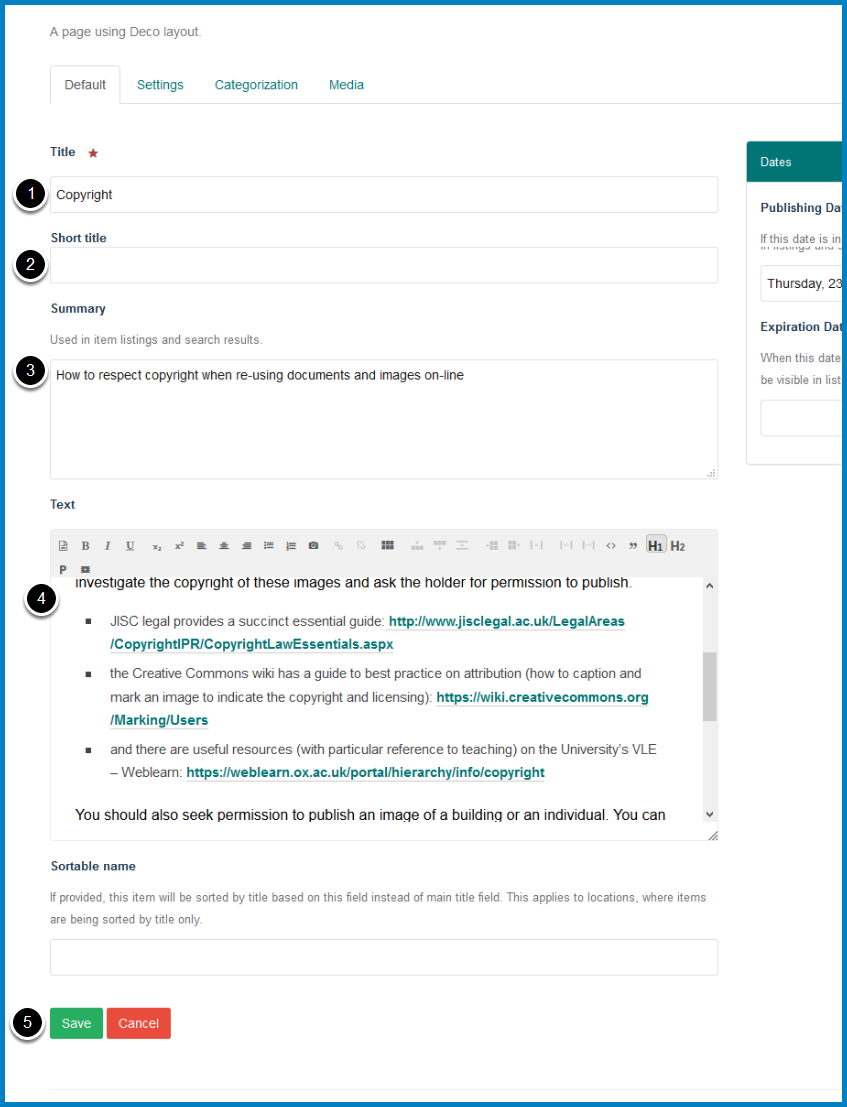 A page using Deco layout.
Default Settings Categorization Media
Title
1
Copyright
Short title
2
Summary
Used in item listings and search results.
3
How to respect copyright when re-using documents and images on-line
Text
B I U x₂ x² <> ” H1 H2
P
4
investigate the copyright of these images and ask the holder for permission to publish.
JISC legal provides a succinct essential guide: http://www.jisclegal.ac.uk/LegalAreas
/CopyrightIPR/CopyrightLawEssentials.aspx
the Creative Commons wiki has a guide to best practice on attribution (how to caption and
mark an image to indicate the copyright and licensing): https://wiki.creativecommons.org
/Marking/Users
and there are useful resources (with particular reference to teaching) on the University’s VLE
– Weblearn: https://weblearn.ox.ac.uk/portal/hierarchy/info/copyright
You should also seek permission to publish an image of a building or an individual. You can
Sortable name
If provided, this item will be sorted by title based on this field instead of main title field. This applies to locations, where items
are being sorted by title only.
5
Save Cancel
Dates
Publishing Da
If this date is in
in listings and s
Thursday, 23
Expiration Dat
When this date
be visible in list